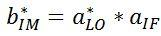 b*IM = a*LO * aIF